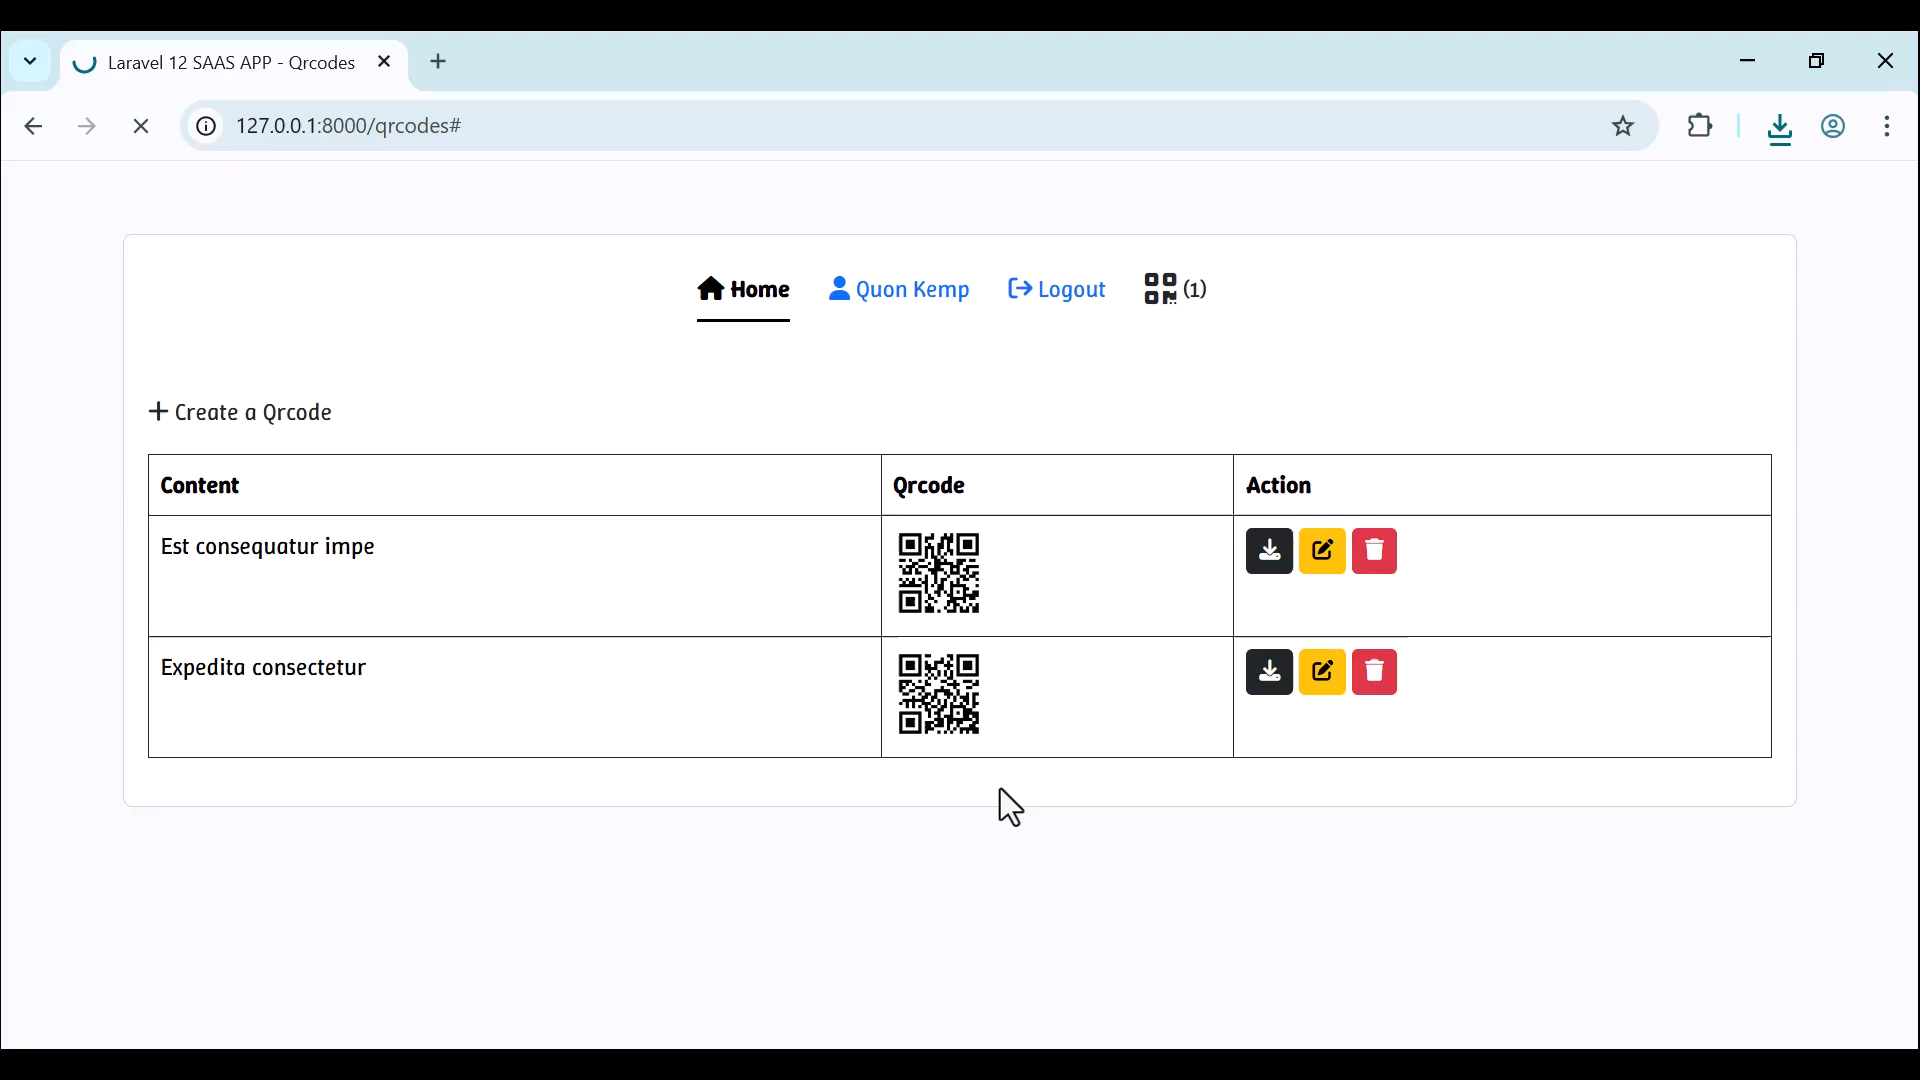 Laravel 12 SAAS APP - Qrcodes
127.0.0.1:8000/qrcodes#
Home Quon Kemp Logout (1)
Create a Qrcode
Content Qrcode Action
Est consequatur impe
Expedita consectetur